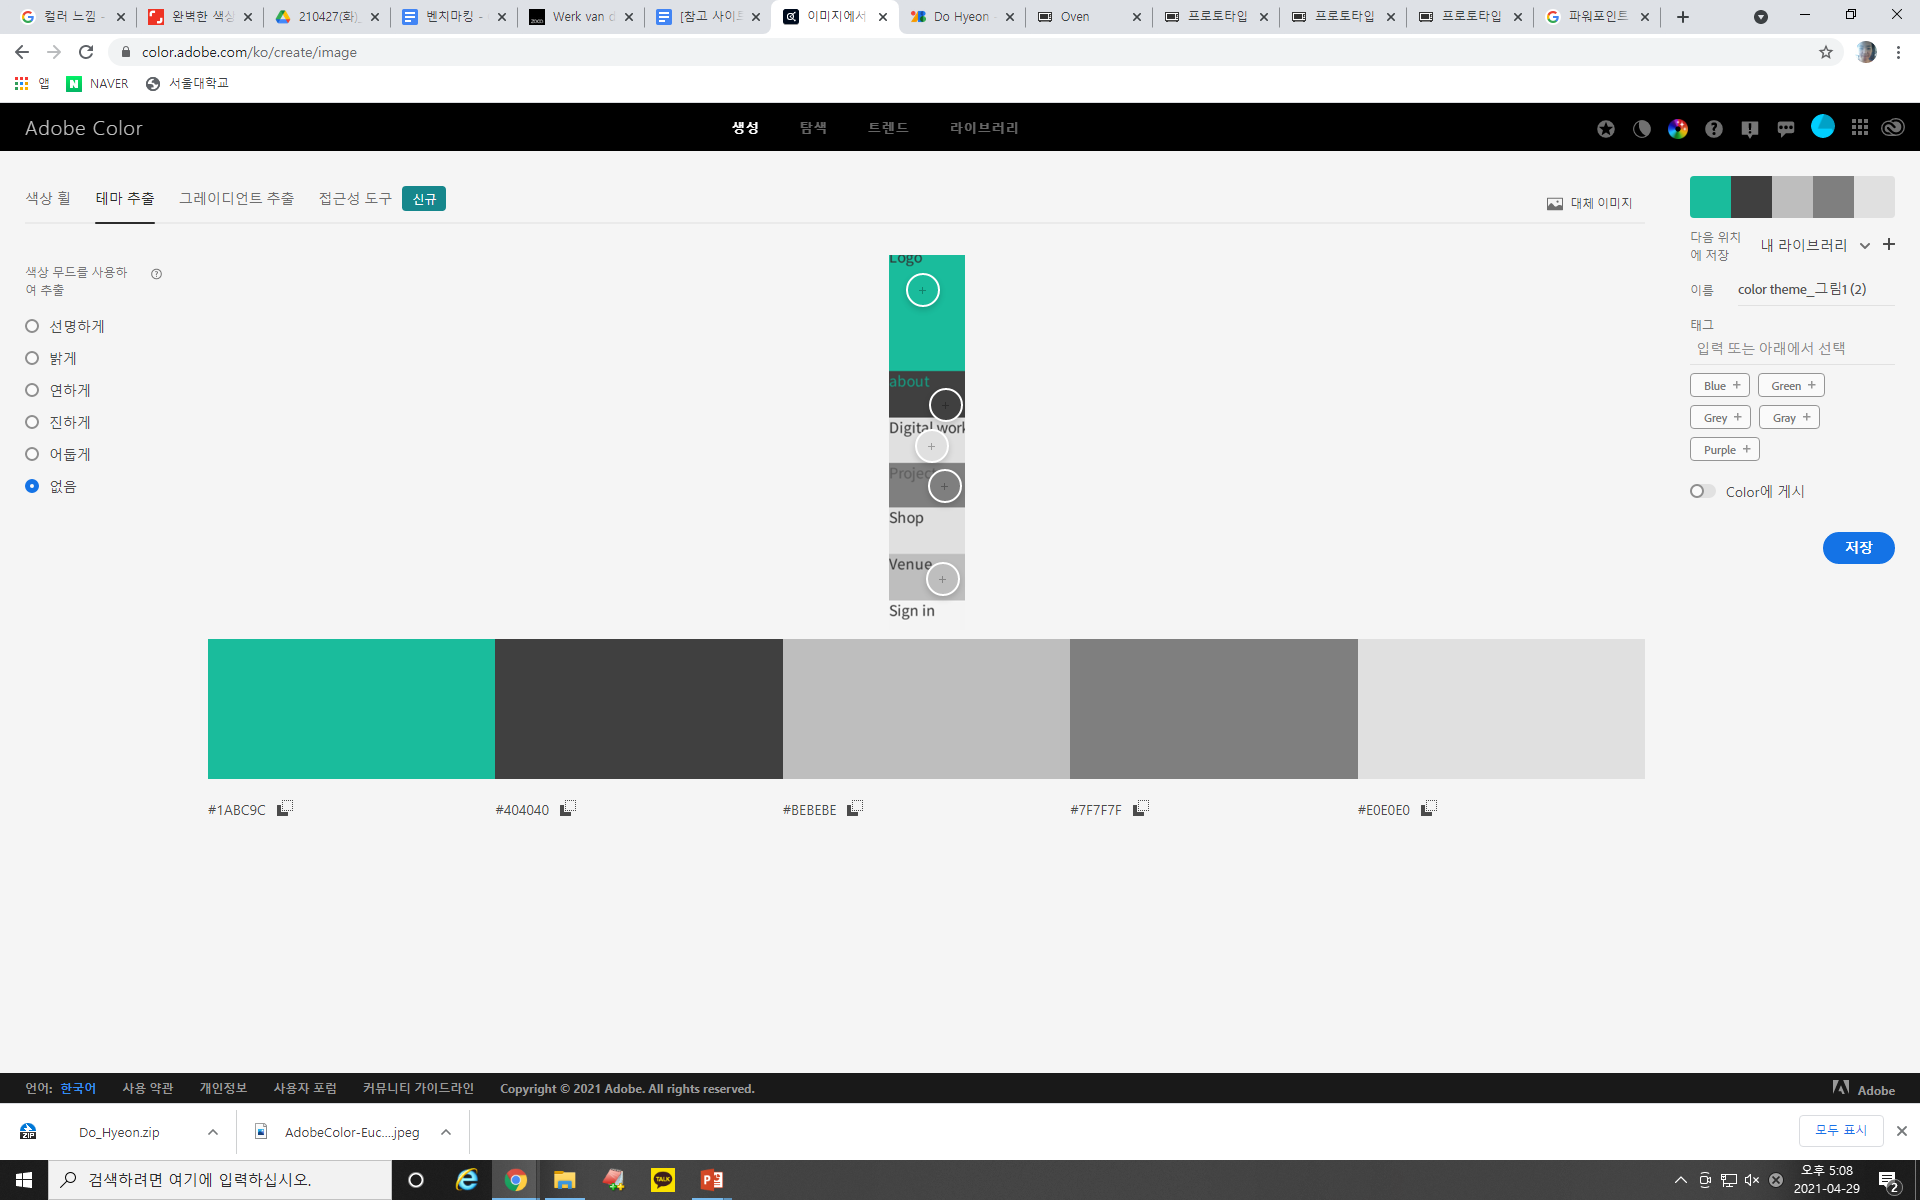 컬러 느낌 -
완벽한 색상
210427(화)_
벤치마킹 -
Werk van d
[참고 사이트
이미지에서
Do Hyeon -
Oven
프로토타입
프로토타입
프로토타입
파워포인트
color.adobe.com/ko/create/image
앱
NAVER
서울대학교
Adobe Color
생성
탐색
트렌드
라이브러리
색상 휠
테마 추출
그레이디언트 추출
접근성 도구
신규
대체 이미지
색상 무드를 사용하
여 추출
선명하게
밝게
연하게
진하게
어둡게
없음
Logo
about
Digital work
Project
Shop
Venue
Sign in
다음 위치
에 저장
내 라이브러리
이름
color theme_그림1 (2)
태그
입력 또는 아래에서 선택
Blue +
Green +
Grey +
Gray +
Purple +
Color에 게시
저장
#1ABC9C
#404040
#BEBEBE
#7F7F7F
#E0E0E0
언어: 한국어
사용 약관
개인정보
사용자 포럼
커뮤니티 가이드라인
Copyright © 2021 Adobe. All rights reserved.
Adobe
ZIP
Do_Hyeon.zip
AdobeColor-Euc....jpeg
모두 표시
검색하려면 여기에 입력하십시오.
TALK
오후 5:08
2021-04-29
2